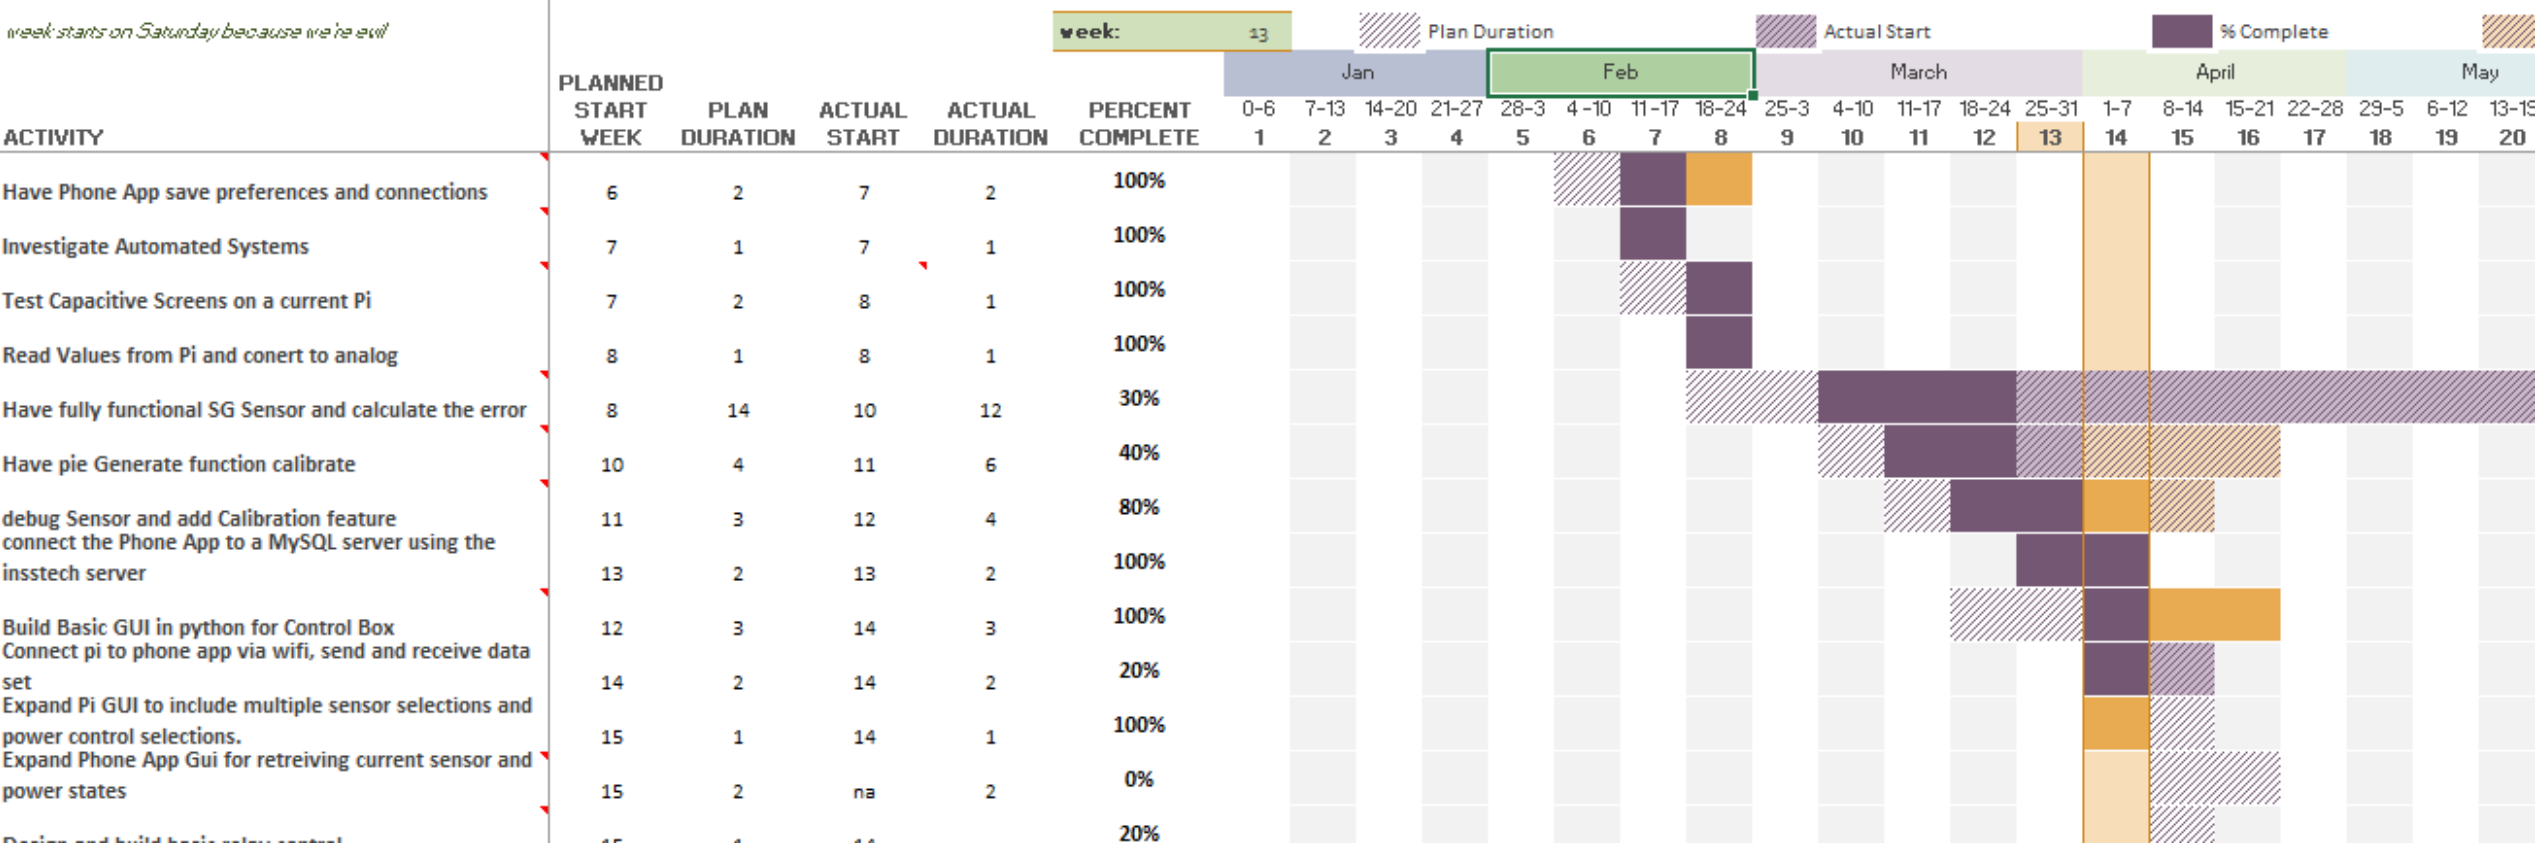 week starts on Saturday because we're evil
week: 13
Plan Duration
Actual Start
% Complete
Jan Feb March April May
PLANNED
START PLAN ACTUAL ACTUAL PERCENT 0-6 7-13 14-20 21-27 28-3 4-10 11-17 18-24 25-3 4-10 11-17 18-24 25-31 1-7 8-14 15-21 22-28 29-5 6-12 13-19
ACTIVITY WEEK DURATION START DURATION COMPLETE 1 2 3 4 5 6 7 8 9 10 11 12 13 14 15 16 17 18 19 20
Have Phone App save preferences and connections 6 2 7 2 100%
Investigate Automated Systems 7 1 7 1 100%
Test Capacitive Screens on a current Pi 7 2 8 1 100%
Read Values from Pi and conert to analog 8 1 8 1 100%
Have fully functional SG Sensor and calculate the error 8 14 10 12 30%
Have pie Generate function calibrate 10 4 11 6 40%
debug Sensor and add Calibration feature 11 3 12 4 80%
connect the Phone App to a MySQL server using the
insstech server 13 2 13 2 100%
Build Basic GUI in python for Control Box 12 3 14 3 100%
Connect pi to phone app via wifi, send and receive data
set 14 2 14 2 20%
Expand Pi GUI to include multiple sensor selections and
power control selections. 15 1 14 1 100%
Expand Phone App Gui for retreiving current sensor and
power states 15 2 na 2 0%
Design and build basic relay control 15 1 14 20%